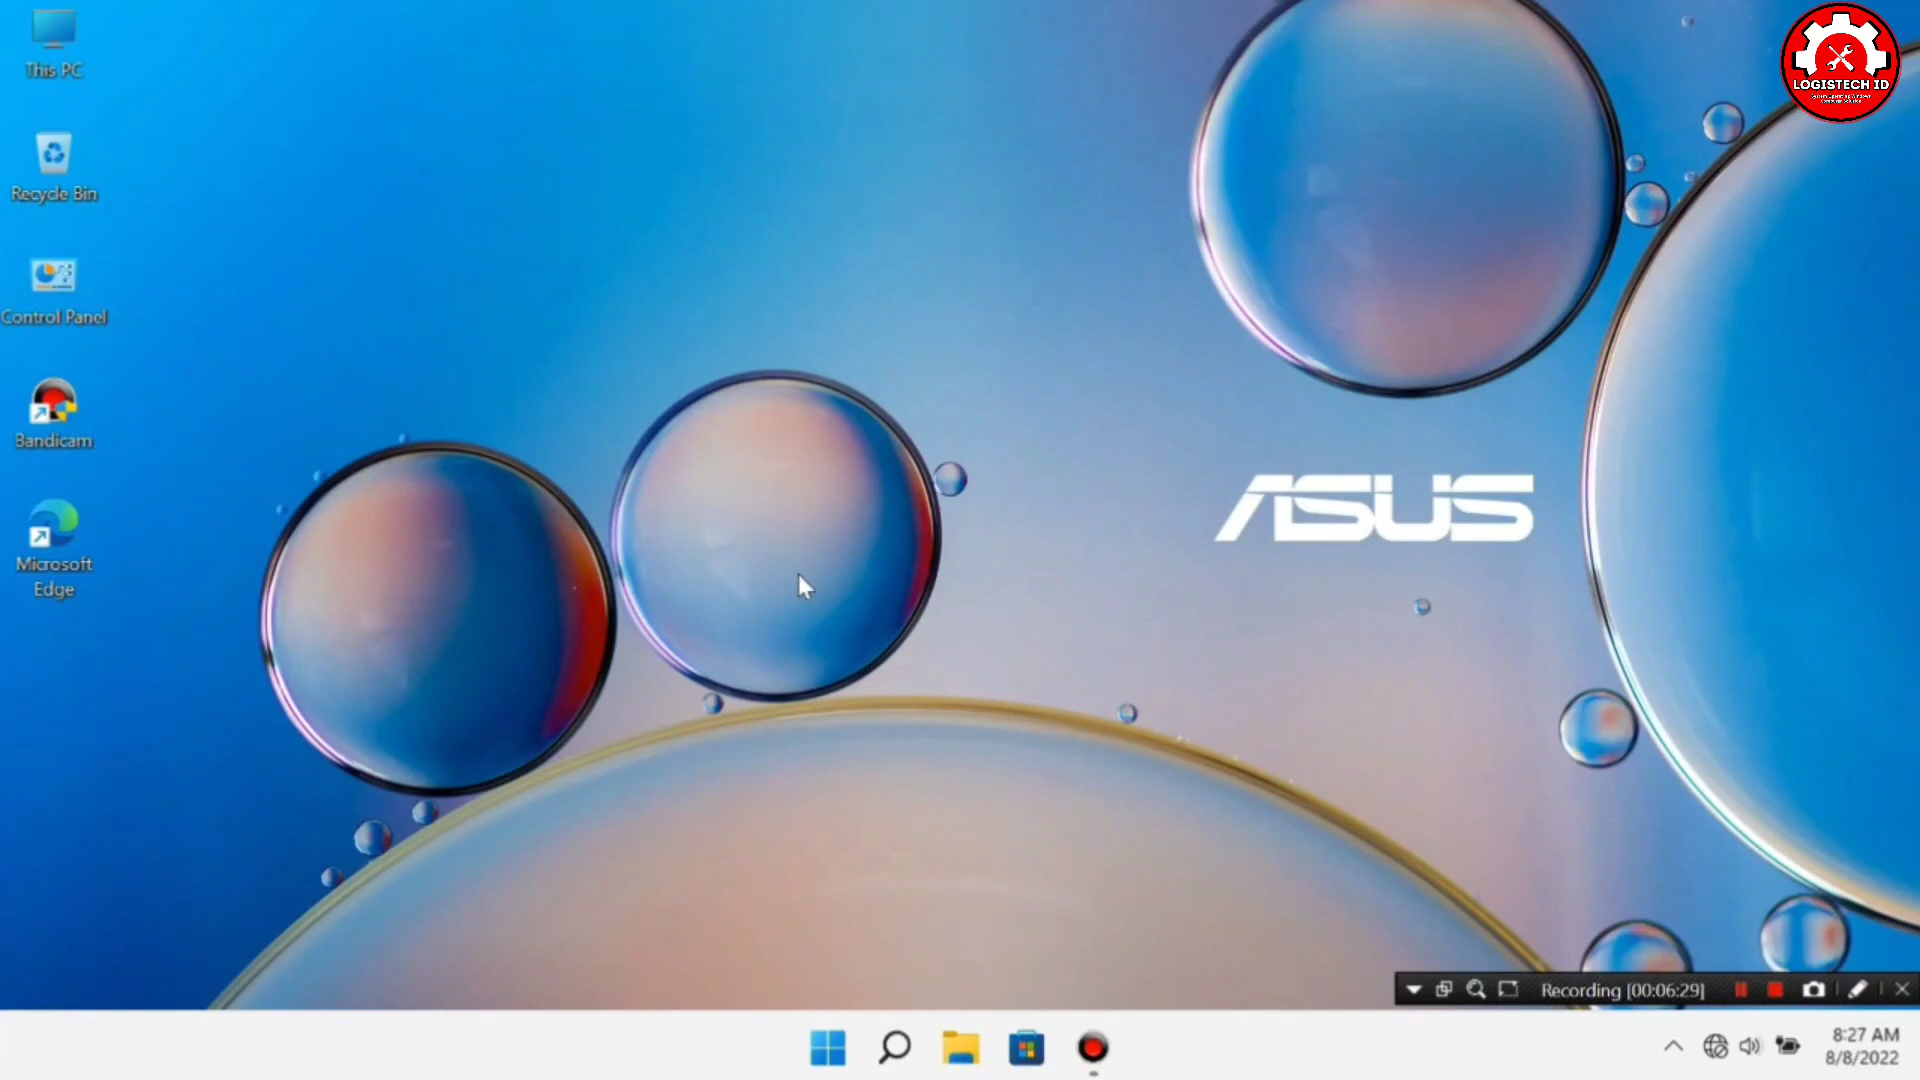 This PC
Recycle Bin
Control Panel
Bandicam
Microsoft
Edge
LOGISTECH ID
ASUS
Recording [00:06:29]
8:27 AM
8/8/2022